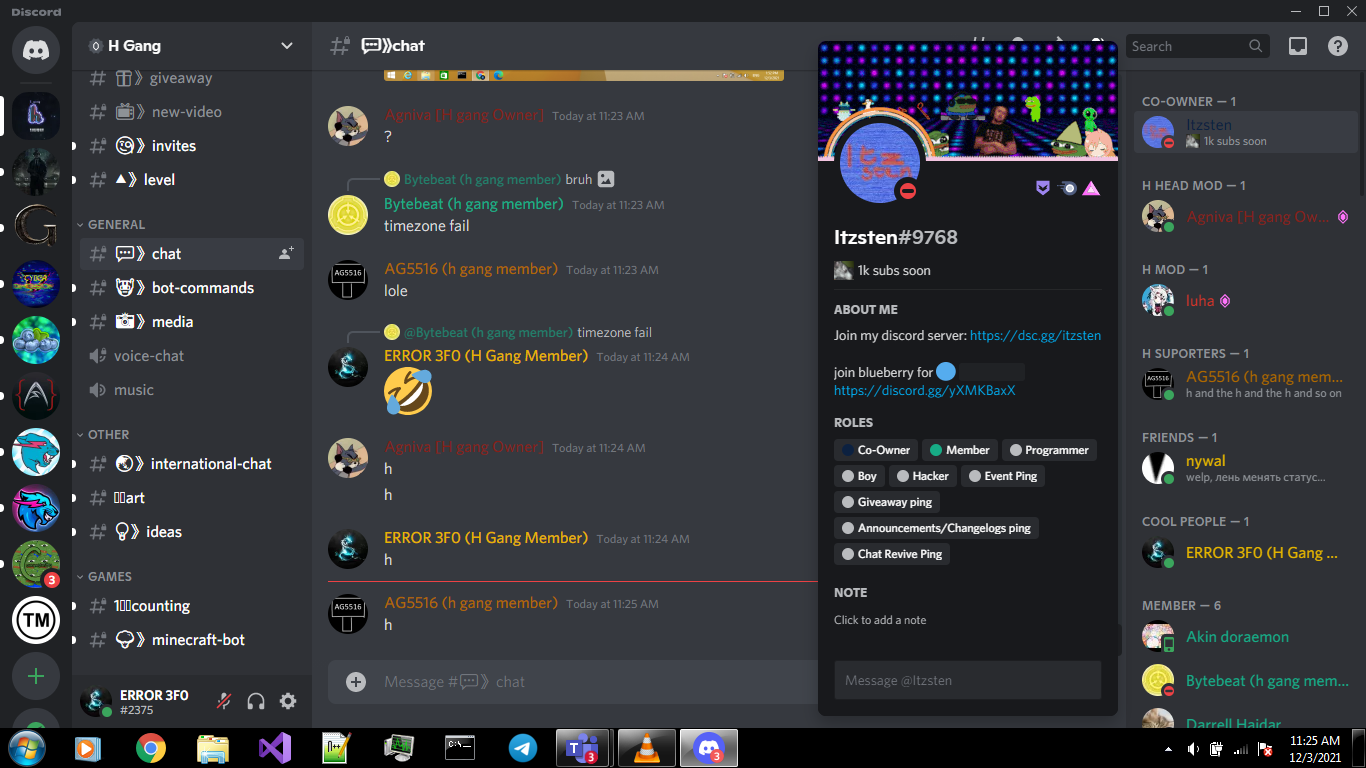 Discord
H Gang
giveaway
new-video
invites
level
GENERAL
chat
bot-commands
media
voice-chat
music
OTHER
international-chat
art
ideas
GAMES
1 counting
minecraft-bot
ERROR 3F0
#2375
chat
Agniva [H gang Owner] Today at 11:23 AM
?
Bytebeat (h gang member) bruh
Bytebeat (h gang member) Today at 11:23 AM
timezone fail
AG5516 (h gang member) Today at 11:23 AM
AG5516
lole
@Bytebeat (h gang member) timezone fail
ERROR 3F0 (H Gang Member) Today at 11:24 AM
Agniva [H gang Owner] Today at 11:24 AM
h
h
ERROR 3F0 (H Gang Member) Today at 11:24 AM
h
AG5516 (h gang member) Today at 11:25 AM
AG5516
h
Message # chat
Itzsten#9768
1k subs soon
ABOUT ME
Join my discord server: https://dsc.gg/itzsten
join blueberry for
https://discord.gg/yXMKBaxX
ROLES
Co-Owner Member Programmer
Boy Hacker Event Ping
Giveaway ping
Announcements/Changelogs ping
Chat Revive Ping
NOTE
Click to add a note
Message @Itzsten
Search
CO-OWNER — 1
Itzsten
1k subs soon
H HEAD MOD — 1
Agniva [H gang Ow...
H MOD — 1
luha
H SUPORTERS — 1
AG5516 (h gang mem...
AG5516
h and the h and the h and so on
FRIENDS — 1
nywal
welp, лень менять статус...
COOL PEOPLE — 1
ERROR 3F0 (H Gang ...
MEMBER — 6
Akin doraemon
Bytebeat (h gang mem...
Darrell Haidar
3
TM
3
3
11:25 AM
12/3/2021